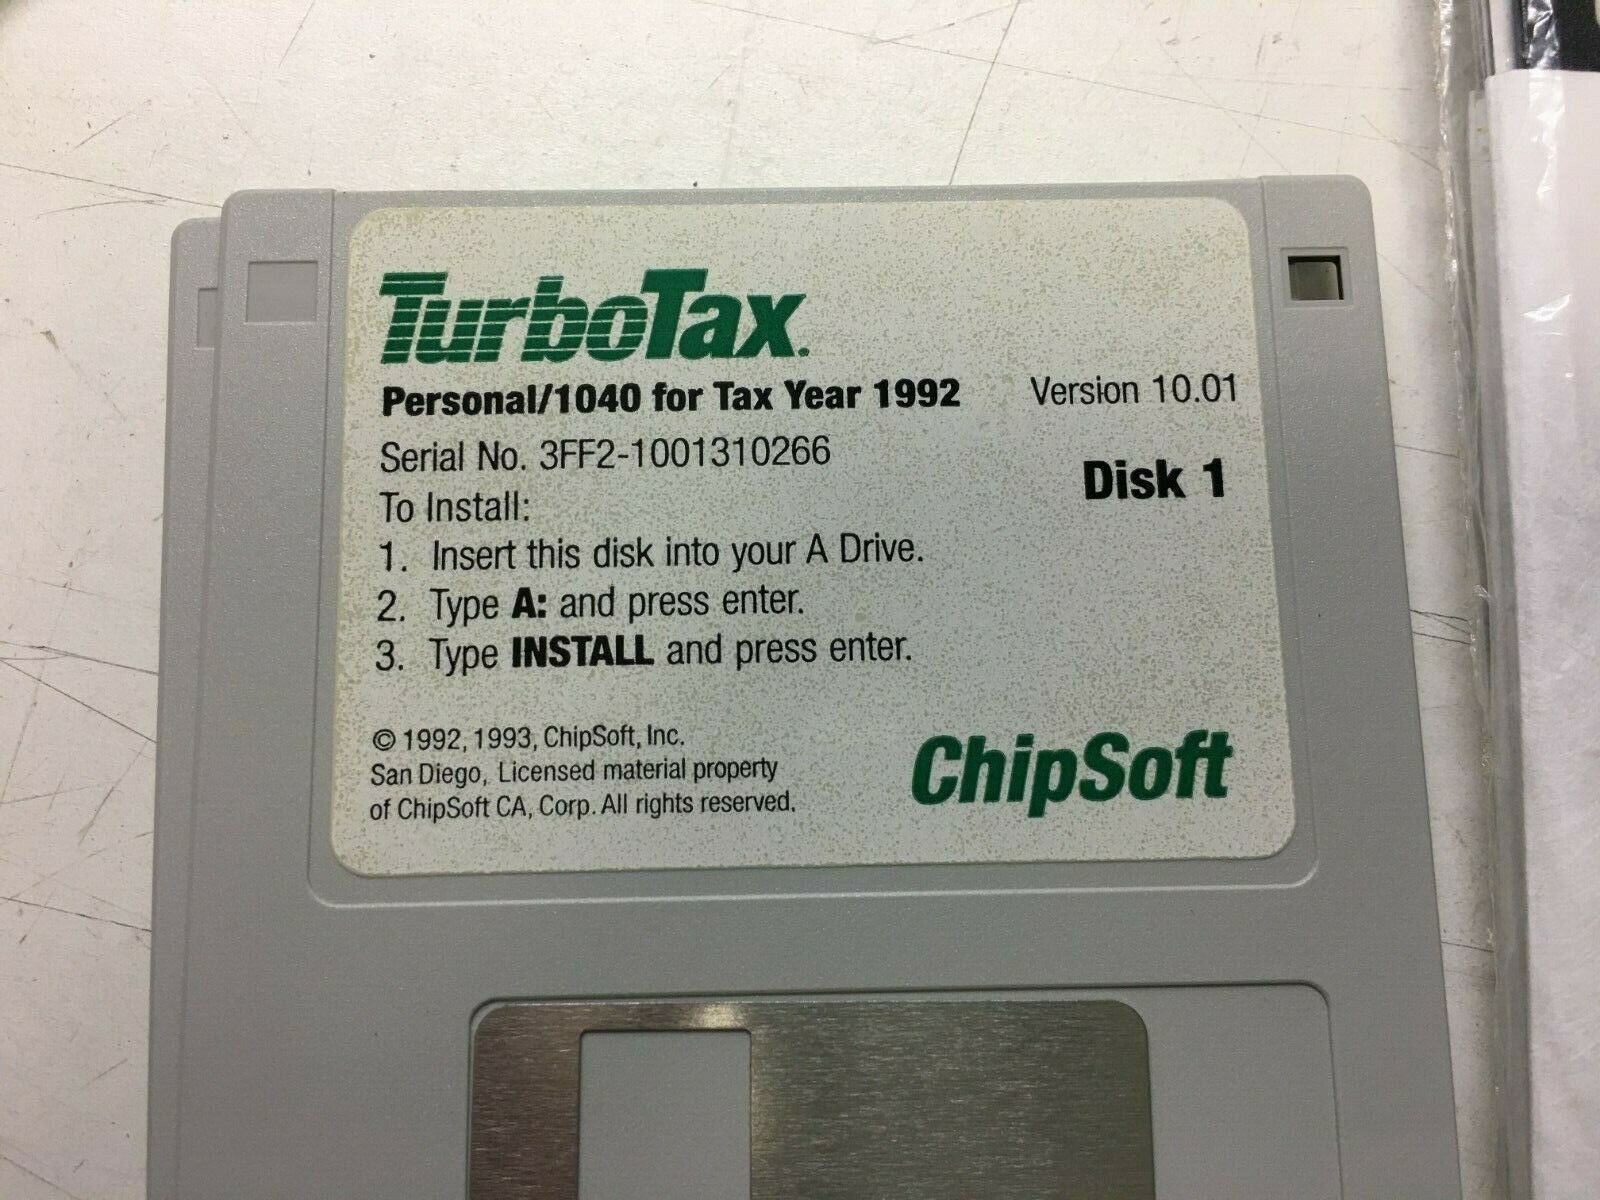 TurboTax.
Personal/1040 for Tax Year 1992 Version 10.01
Serial No. 3FF2-1001310266
Disk 1
To Install:
1. Insert this disk into your A Drive.
2. Type A: and press enter.
3. Type INSTALL and press enter.
© 1992, 1993, ChipSoft, Inc.
San Diego, Licensed material property
of ChipSoft CA, Corp. All rights reserved.
ChipSoft